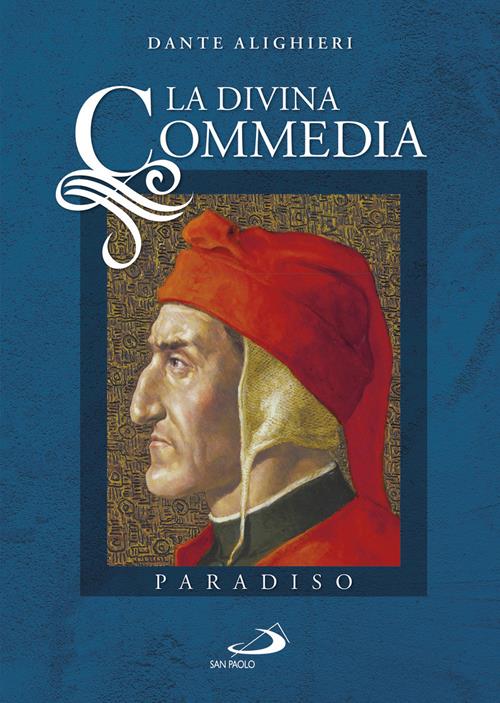 DANTE ALIGHIERI
LA DIVINA
COMMEDIA
PARADISO
SAN PAOLO